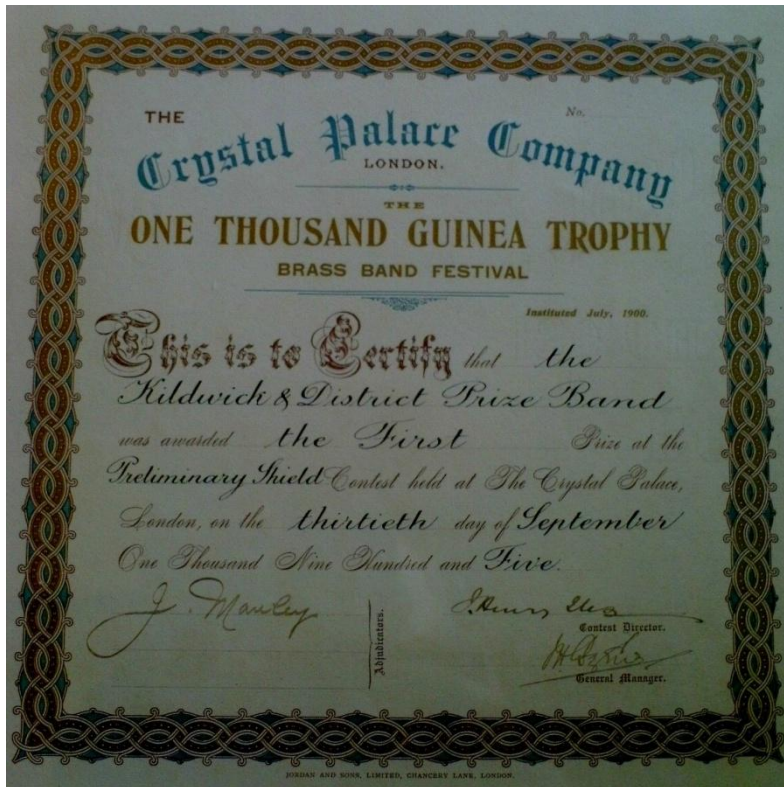 THE
No.
Crystal Palace Company
LONDON.
THE
ONE THOUSAND GUINEA TROPHY
BRASS BAND FESTIVAL
Instituted July, 1900.
This is to Certify that the
Kildwick & District Prize Band
was awarded the First Prize at the
Preliminary Shield Contest held at The Crystal Palace,
London, on the thirtieth day of September
One Thousand Nine Hundred and Five.
J. Manley
Adjudicators.
Contest Director.
General Manager.
JORDAN AND SONS, LIMITED, CHANCERY LANE, LONDON.